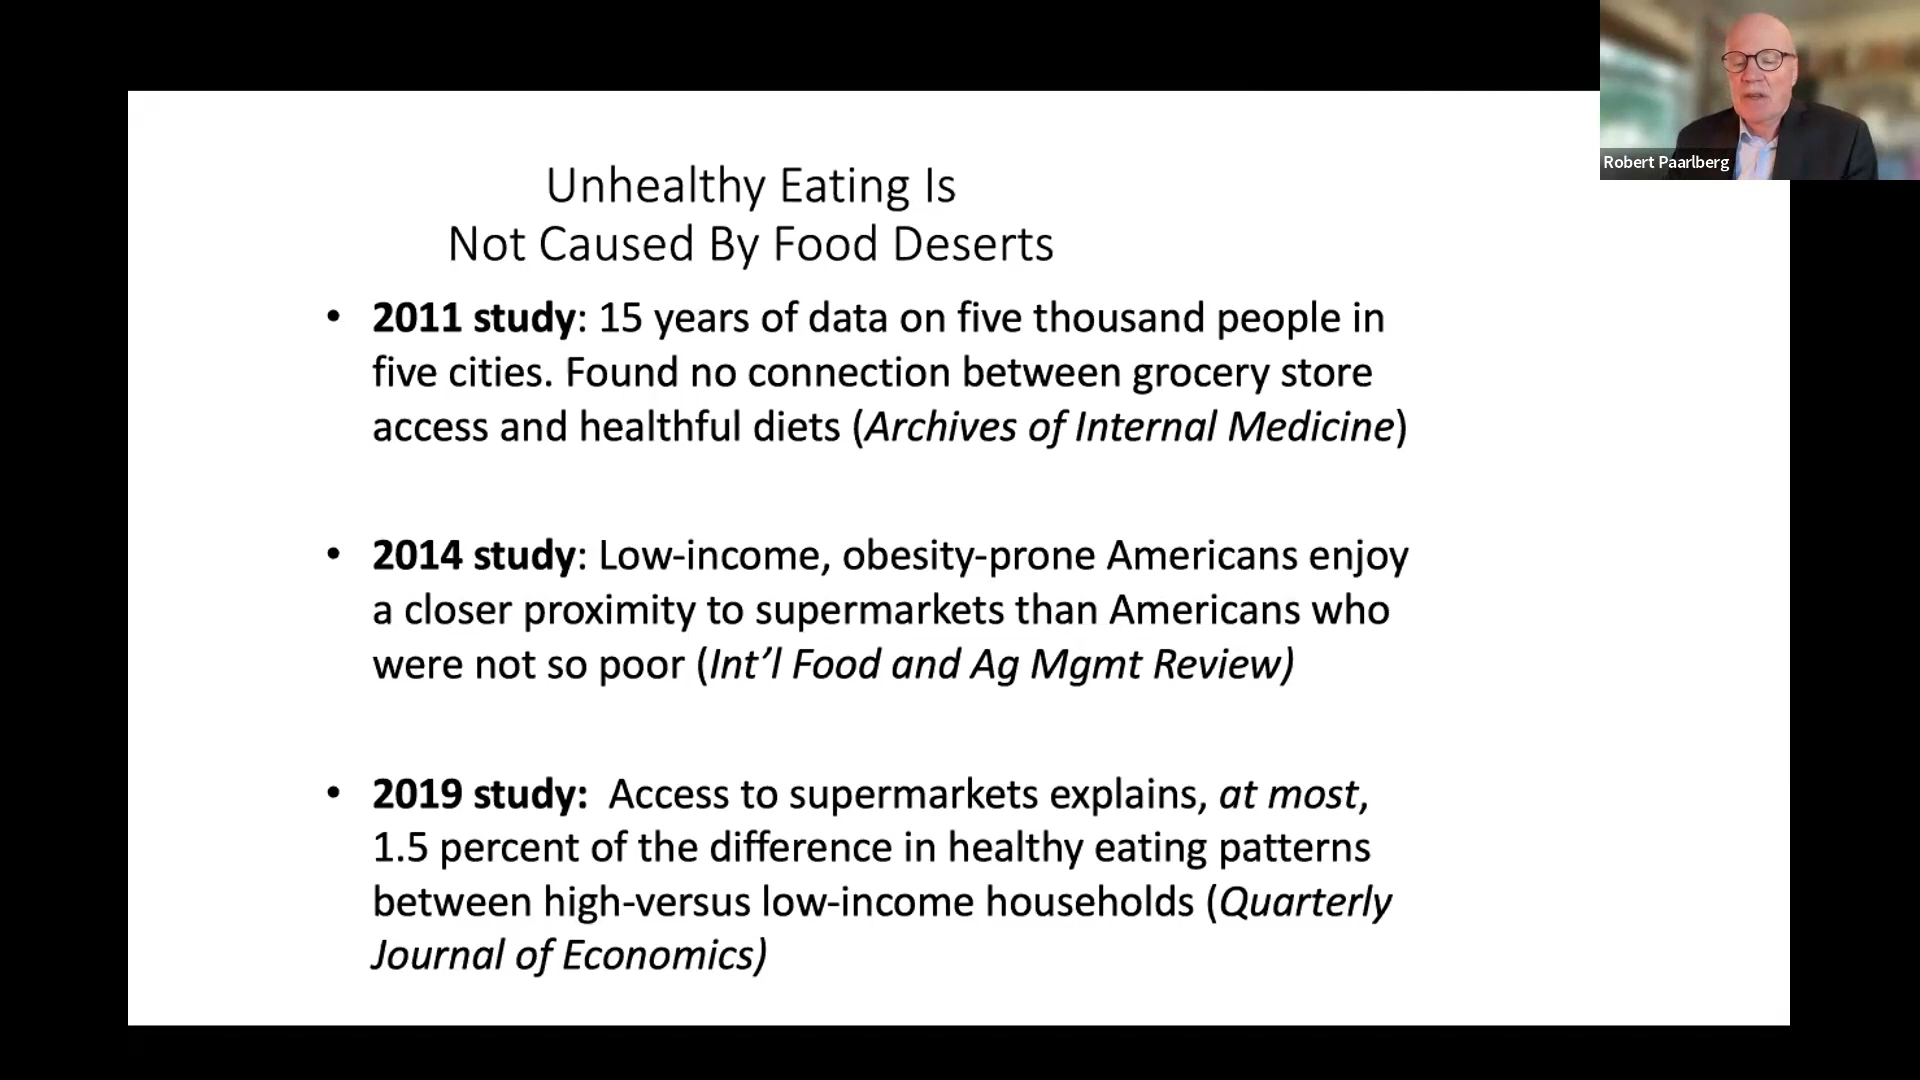 Robert Paarlberg
Unhealthy Eating Is
Not Caused By Food Deserts
• 2011 study: 15 years of data on five thousand people in
five cities. Found no connection between grocery store
access and healthful diets (Archives of Internal Medicine)
• 2014 study: Low-income, obesity-prone Americans enjoy
a closer proximity to supermarkets than Americans who
were not so poor (Int’l Food and Ag Mgmt Review)
• 2019 study: Access to supermarkets explains, at most,
1.5 percent of the difference in healthy eating patterns
between high-versus low-income households (Quarterly
Journal of Economics)